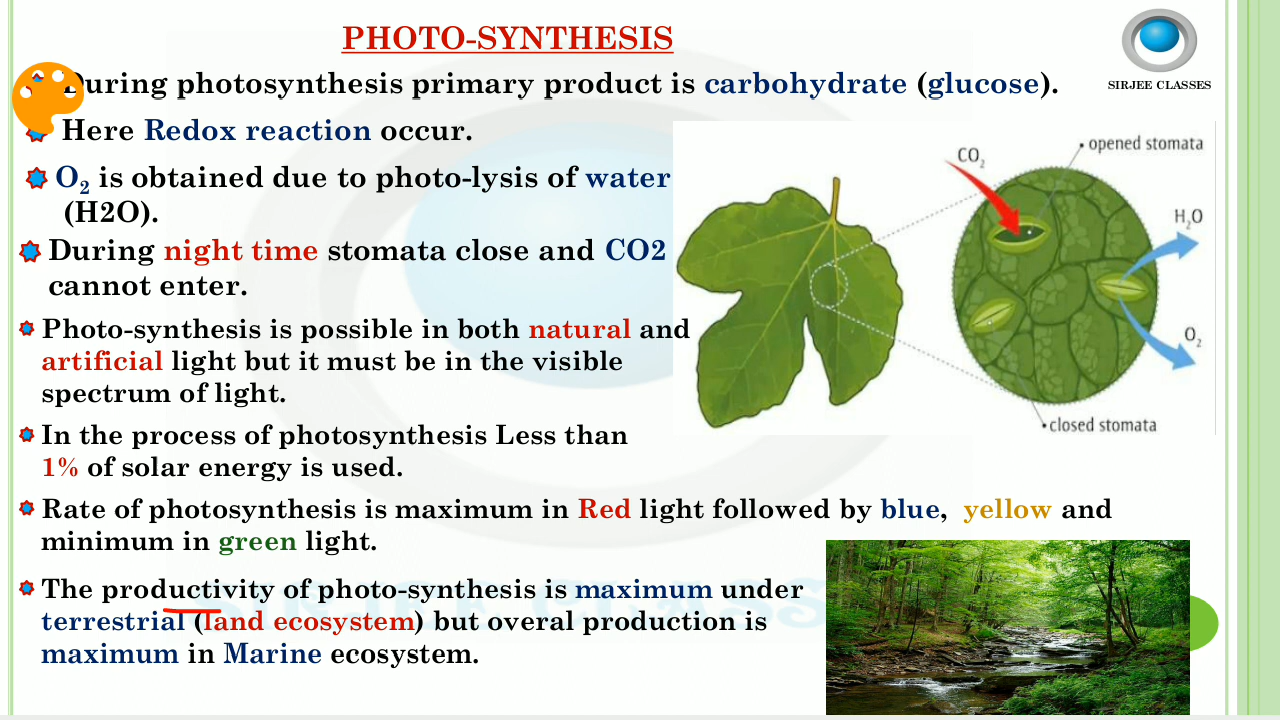 PHOTO-SYNTHESIS
During photosynthesis primary product is carbohydrate (glucose).
SIRJEE CLASSES
Here Redox reaction occur.
O₂ is obtained due to photo-lysis of water
(H2O).
During night time stomata close and CO2
cannot enter.
Photo-synthesis is possible in both natural and
artificial light but it must be in the visible
spectrum of light.
In the process of photosynthesis Less than
1% of solar energy is used.
Rate of photosynthesis is maximum in Red light followed by blue, yellow and
minimum in green light.
The productivity of photo-synthesis is maximum under
terrestrial (land ecosystem) but overal production is
maximum in Marine ecosystem.
CO₂
opened stomata
H₂O
O₂
closed stomata